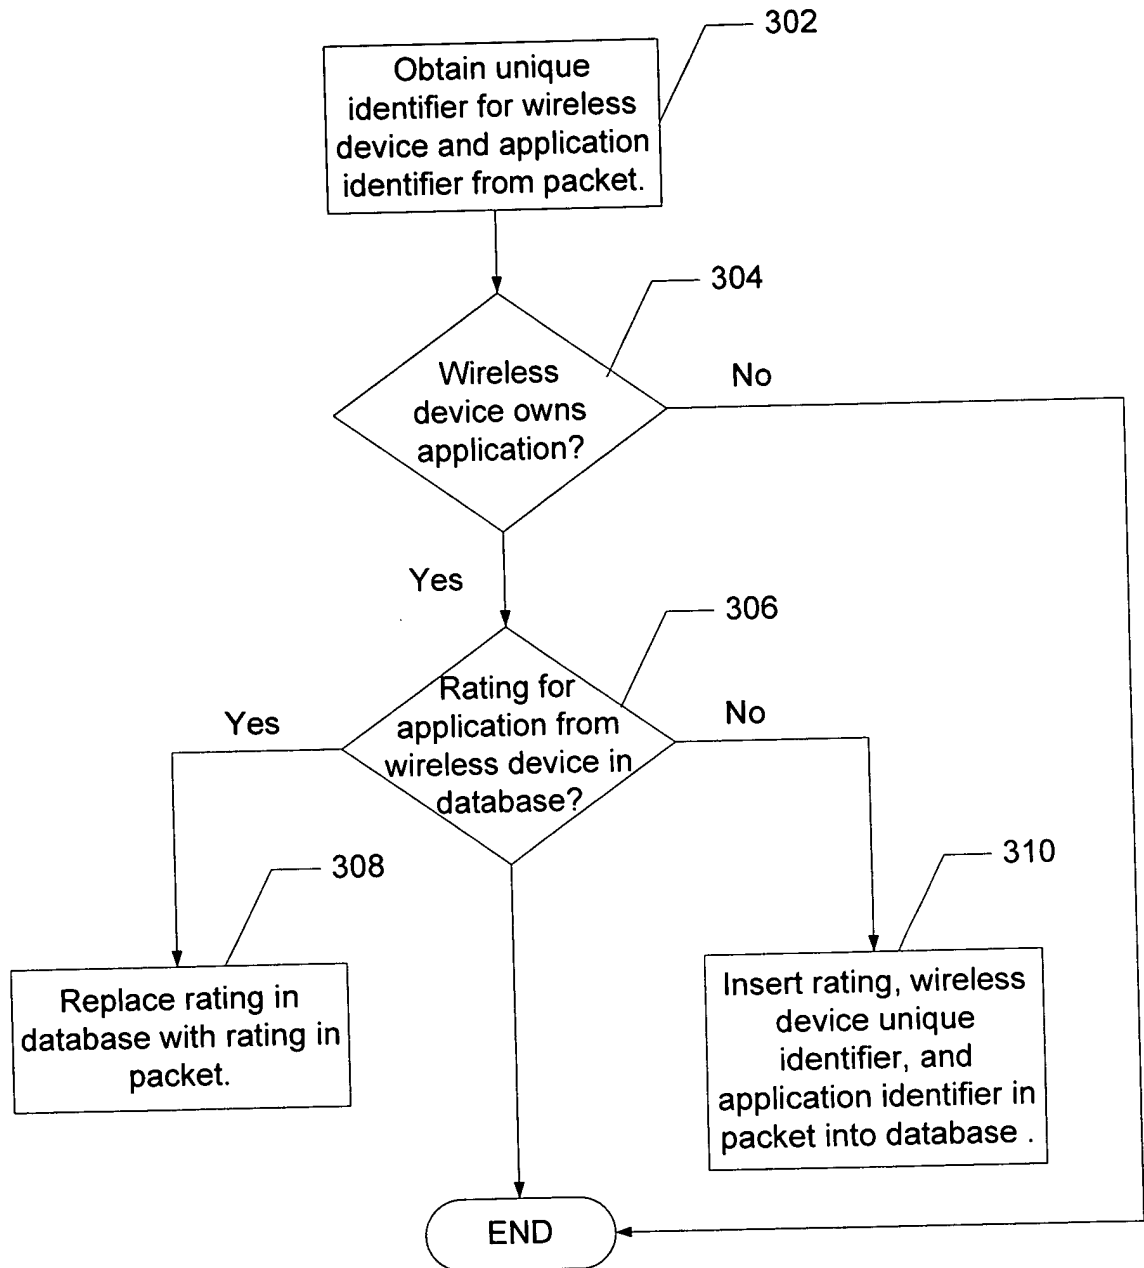 302
Obtain unique
identifier for wireless
device and application
identifier from packet.
304
Wireless
device owns
application?
No
Yes
306
Rating for
application from
wireless device in
database?
Yes
No
308
Replace rating in
database with rating in
packet.
310
Insert rating, wireless
device unique
identifier, and
application identifier in
packet into database .
END